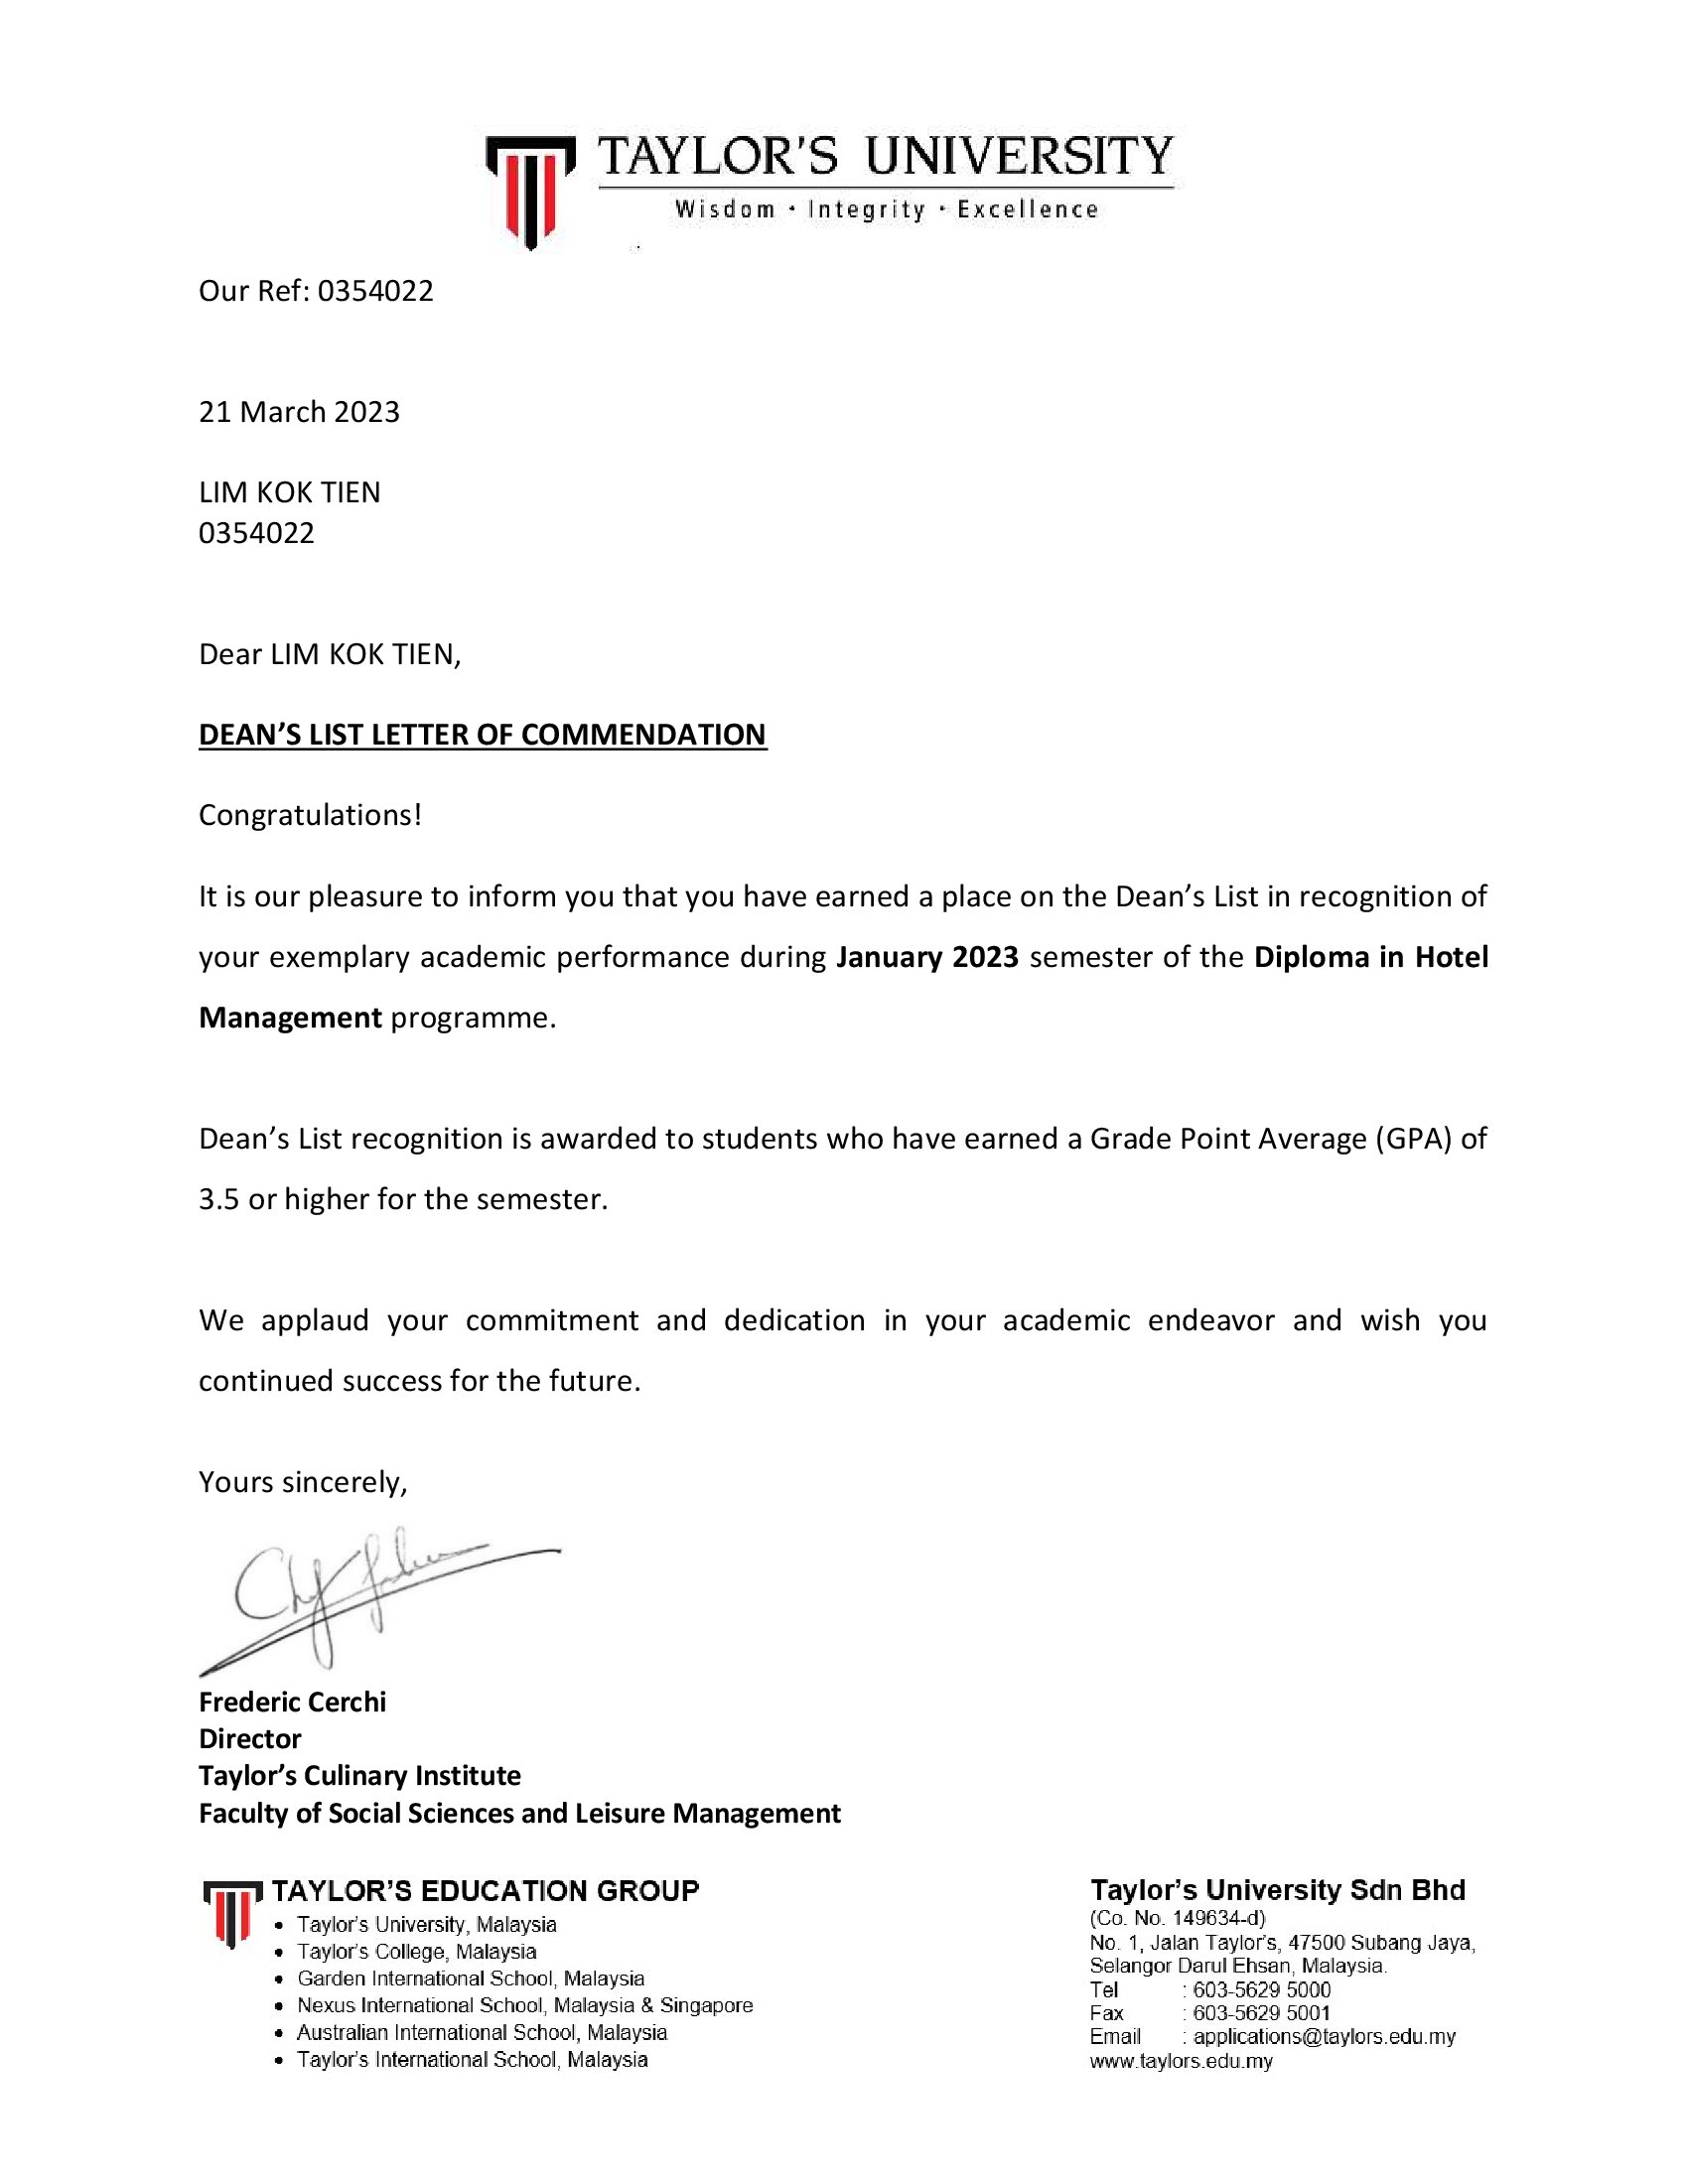 TAYLOR'S UNIVERSITY
Wisdom · Integrity · Excellence
Our Ref: 0354022
21 March 2023
LIM KOK TIEN
0354022
Dear LIM KOK TIEN,
DEAN'S LIST LETTER OF COMMENDATION
Congratulations!
It is our pleasure to inform you that you have earned a place on the Dean's List in recognition of
your exemplary academic performance during January 2023 semester of the Diploma in Hotel
Management programme.
Dean's List recognition is awarded to students who have earned a Grade Point Average (GPA) of
3.5 or higher for the semester.
We applaud your commitment and dedication in your academic endeavor and wish you
continued success for the future.
Yours sincerely,
Frederic Cerchi
Director
Taylor's Culinary Institute
Faculty of Social Sciences and Leisure Management
TAYLOR'S EDUCATION GROUP
• Taylor's University, Malaysia
• Taylor's College, Malaysia
• Garden International School, Malaysia
• Nexus International School, Malaysia & Singapore
• Australian International School, Malaysia
• Taylor's International School, Malaysia
Taylor's University Sdn Bhd
(Co. No. 149634-d)
No. 1, Jalan Taylor's, 47500 Subang Jaya,
Selangor Darul Ehsan, Malaysia.
Tel : 603-5629 5000
Fax : 603-5629 5001
Email : applications@taylors.edu.my
www.taylors.edu.my